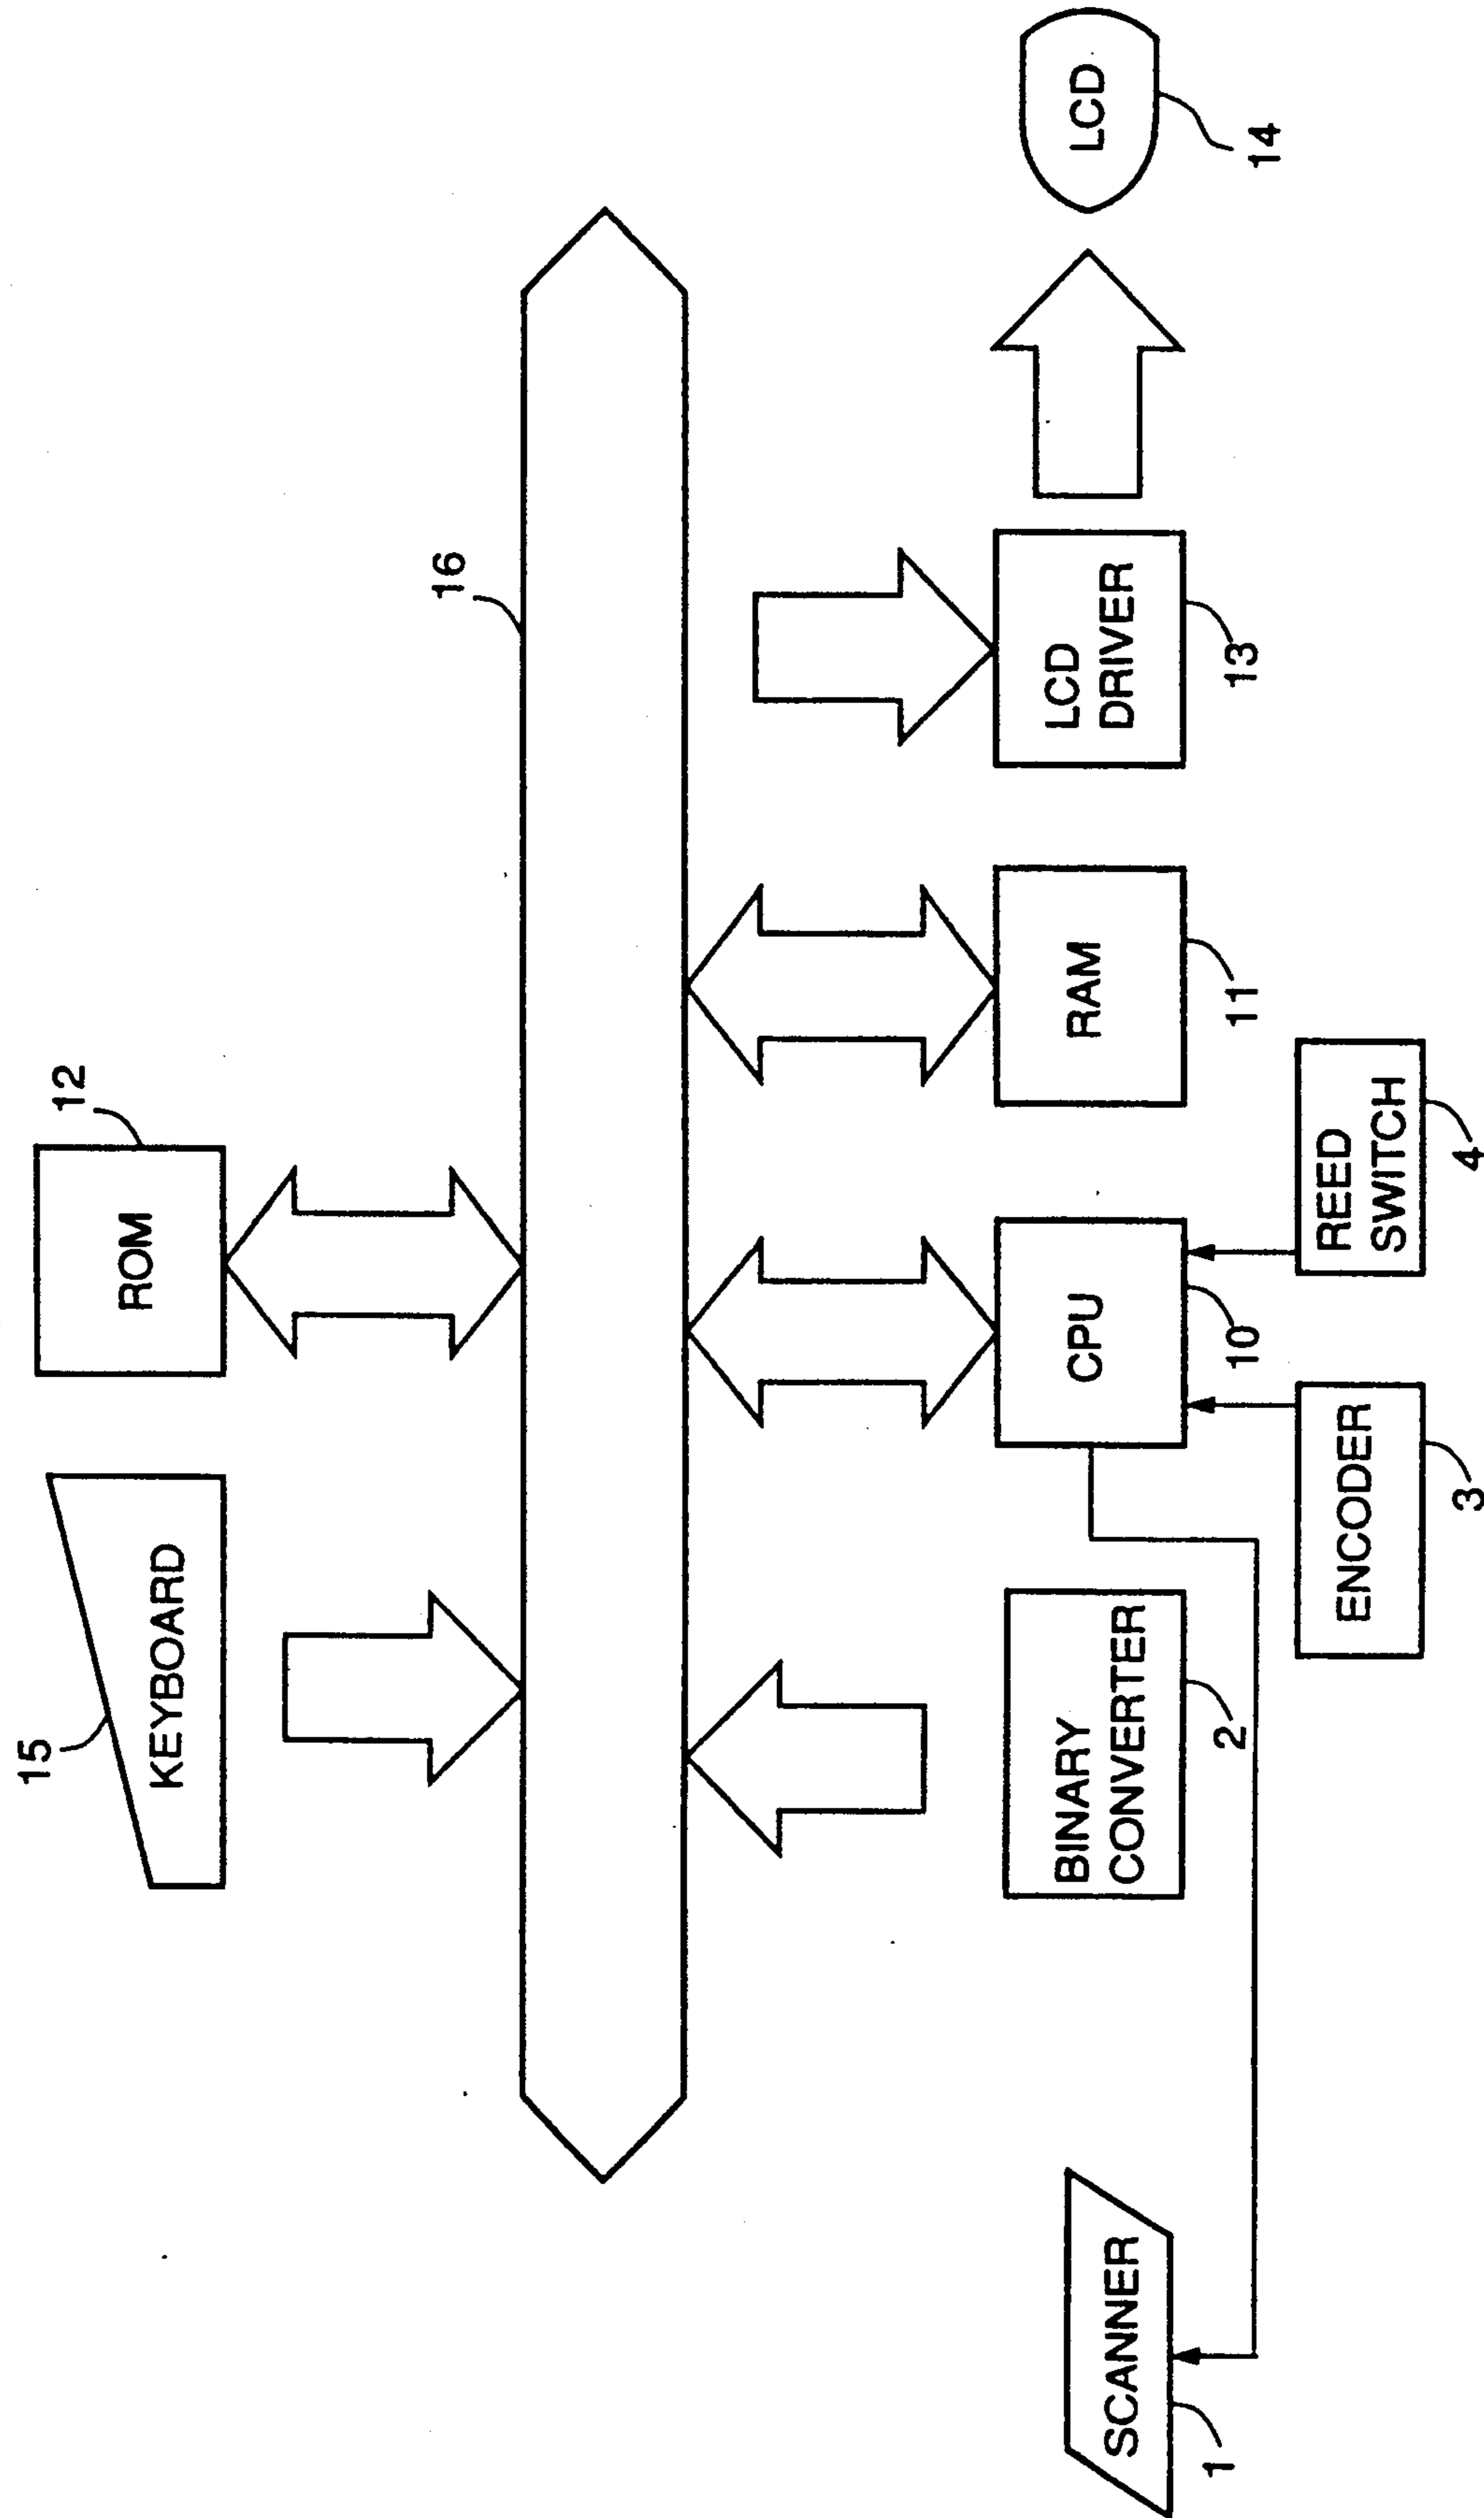 15
KEYBOARD
12
ROM
16
SCANNER
1
BINARY
CONVERTER
2
CPU
10
RAM
11
LCD
DRIVER
13
LCD
14
ENCODER
3
REED
SWITCH
4